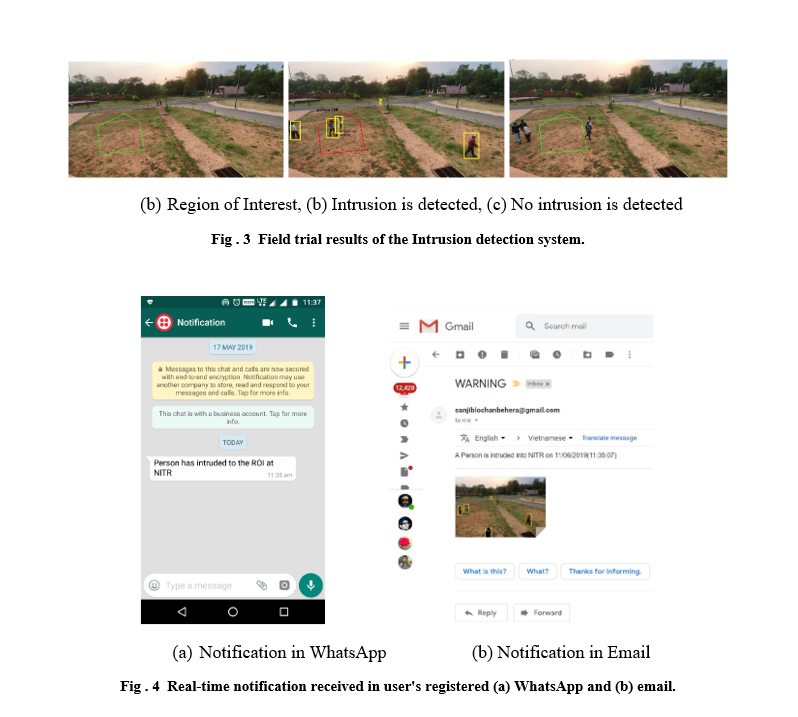 (b) Region of Interest, (b) Intrusion is detected, (c) No intrusion is detected
Fig . 3 Field trial results of the Intrusion detection system.
11:37
Notification
17 MAY 2019
Messages to this chat and calls are now secured
with end-to-end encryption. Notification may use
another company to store, read and respond to your
messages and calls. Tap for more info.
This chat is with a business account. Tap for more
info.
TODAY
Person has intruded to the ROI at
NITR
11:35 am
Type a message
Gmail
Search mail
12,428
WARNING
Inbox x
sanjiblochanbehera@gmail.com
to me
English
Vietnamese
Translate message
A Person is intruded into NITR on 11/06/2019(11:35:07)
What is this?
What?
Thanks for informing.
Reply
Forward
(a) Notification in WhatsApp
(b) Notification in Email
Fig . 4 Real-time notification received in user's registered (a) WhatsApp and (b) email.